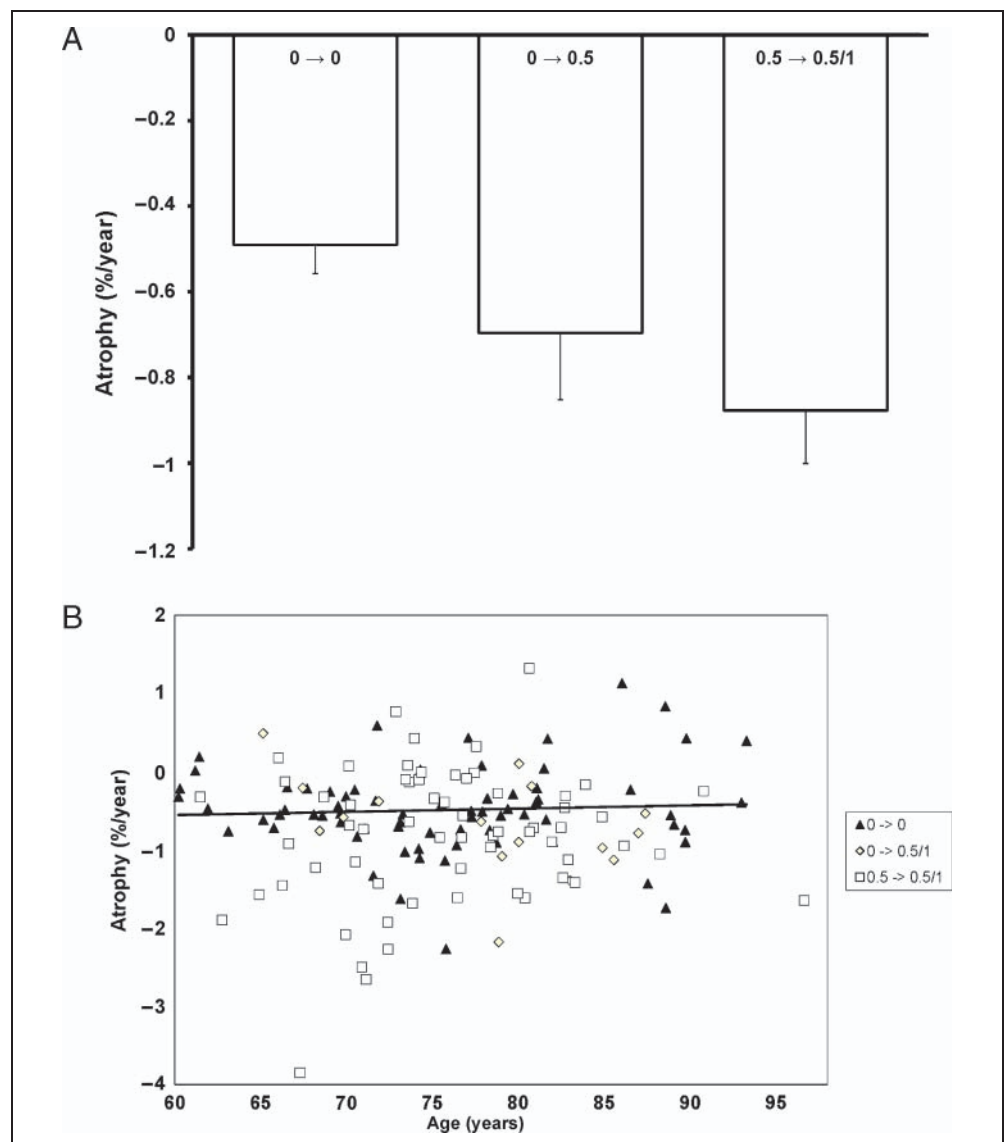 A
0
0 → 0
0 → 0.5
0.5 → 0.5/1
−0.2
−0.4
−0.6
−0.8
−1
−1.2
Atrophy (%/year)
B
2
1
0
−1
−2
−3
−4
Atrophy (%/year)
60 65 70 75 80 85 90 95
Age (years)
0 -> 0
0 -> 0.5/1
0.5 -> 0.5/1